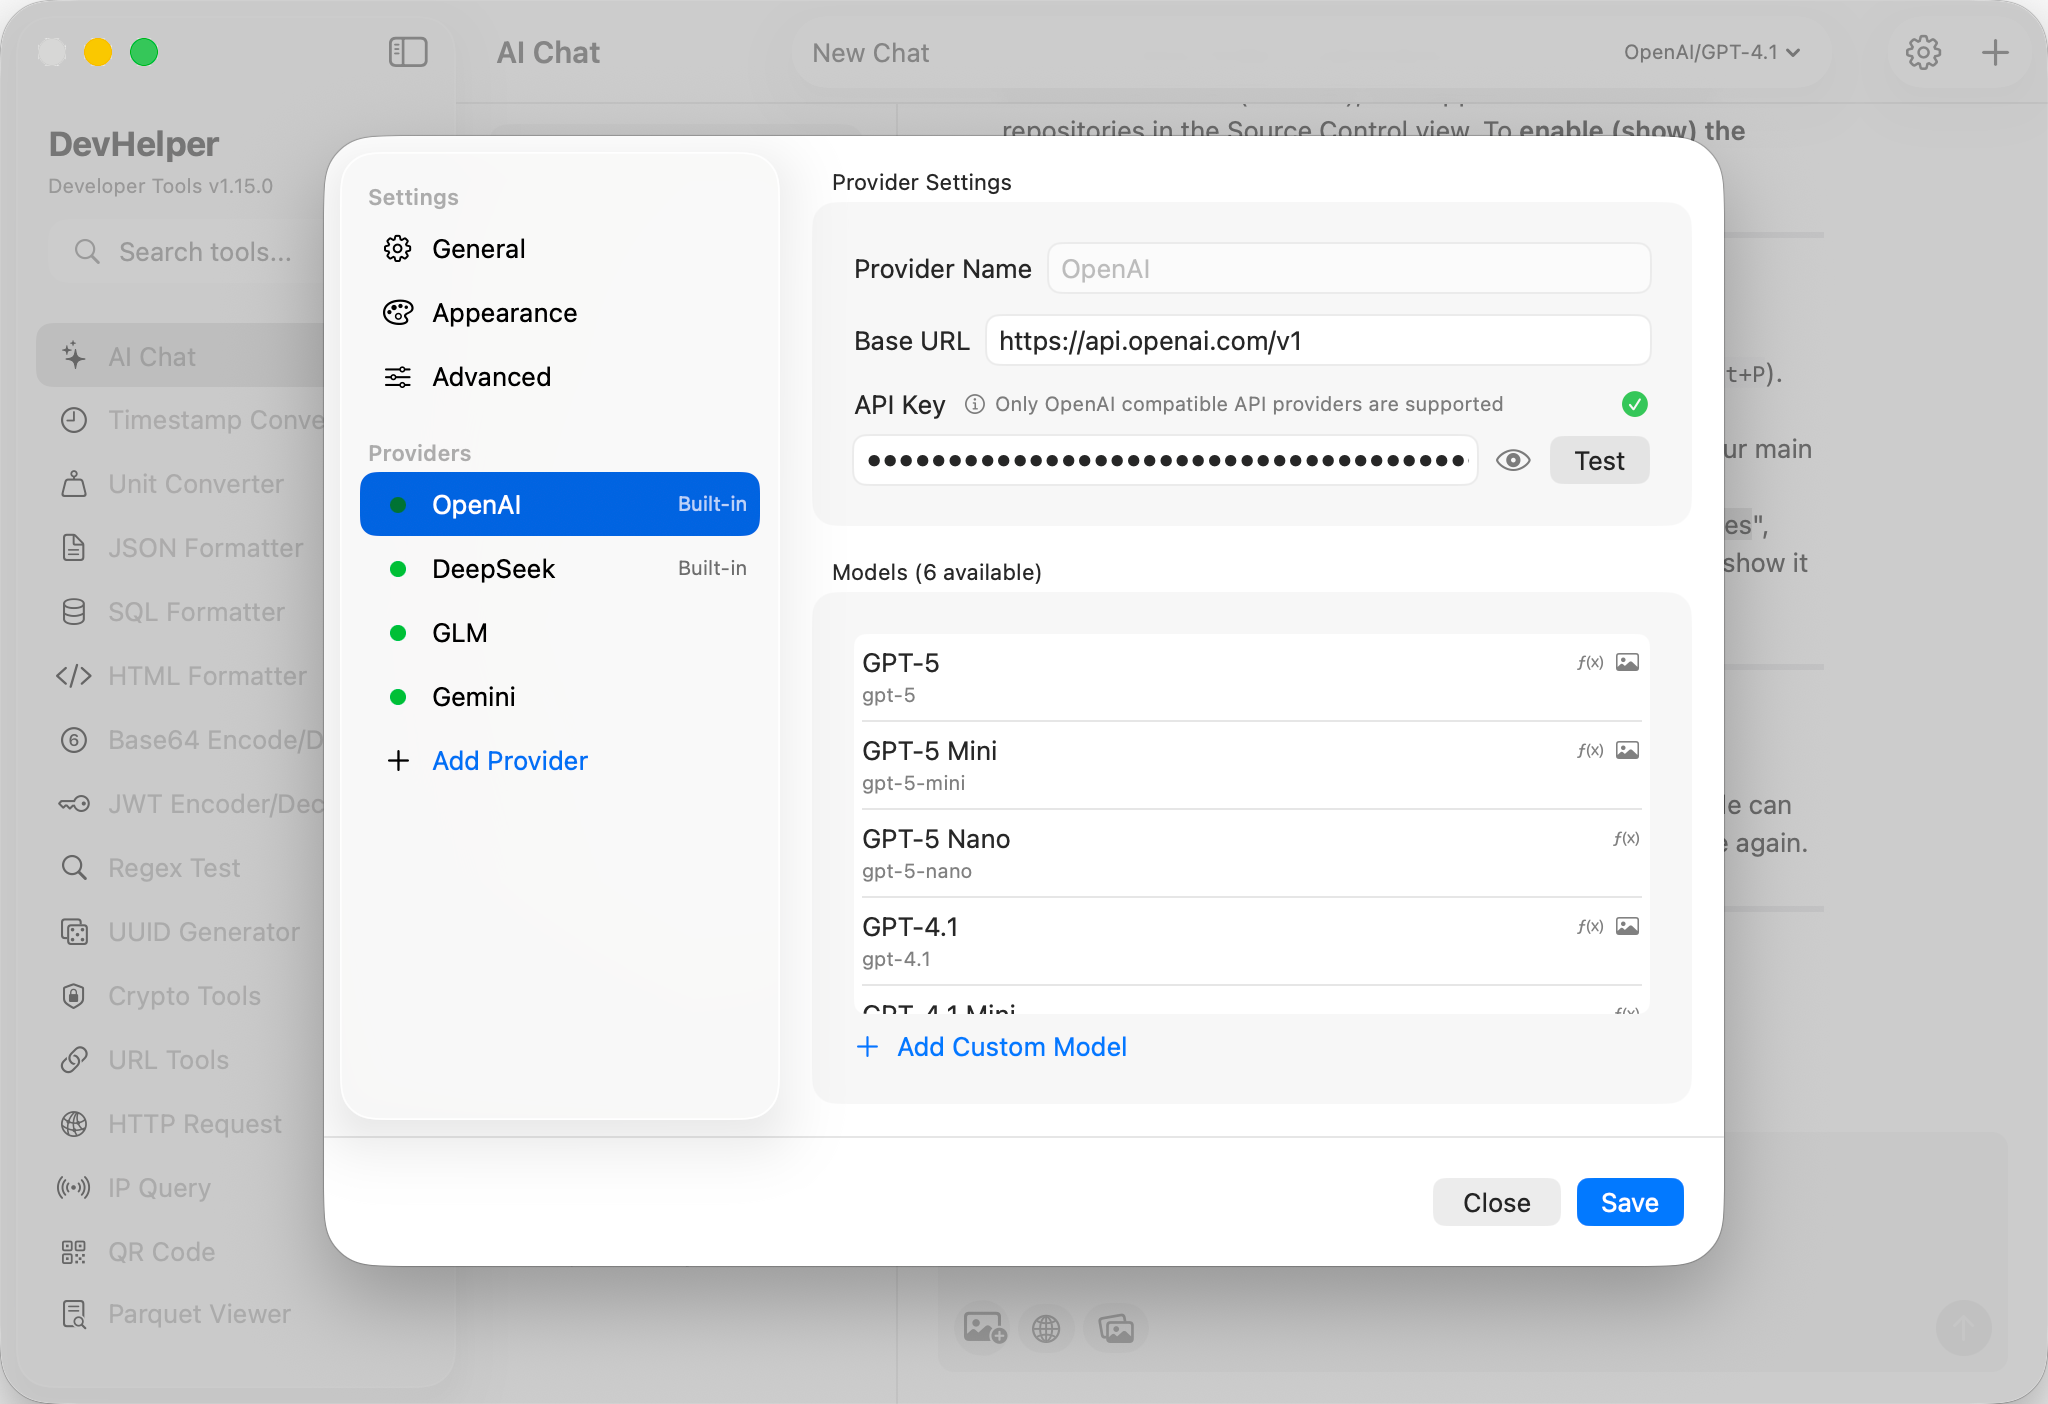 AI Chat
New Chat
OpenAI/GPT-4.1
DevHelper
Developer Tools v1.15.0
Search tools...
AI Chat
Timestamp Conve
Unit Converter
JSON Formatter
SQL Formatter
HTML Formatter
Base64 Encode/D
JWT Encoder/Dec
Regex Test
UUID Generator
Crypto Tools
URL Tools
HTTP Request
IP Query
QR Code
Parquet Viewer
repositories in the Source Control view. To enable (show) the
t+P).
ur main
es",
show it
le can
again.
Settings
General
Appearance
Advanced
Providers
OpenAI Built-in
DeepSeek Built-in
GLM
Gemini
Add Provider
Provider Settings
Provider Name OpenAI
Base URL https://api.openai.com/v1
API Key Only OpenAI compatible API providers are supported
Test
Models (6 available)
GPT-5 f(x)
gpt-5
GPT-5 Mini f(x)
gpt-5-mini
GPT-5 Nano f(x)
gpt-5-nano
GPT-4.1 f(x)
gpt-4.1
GPT-4.1 Mini f(x)
Add Custom Model
Close
Save